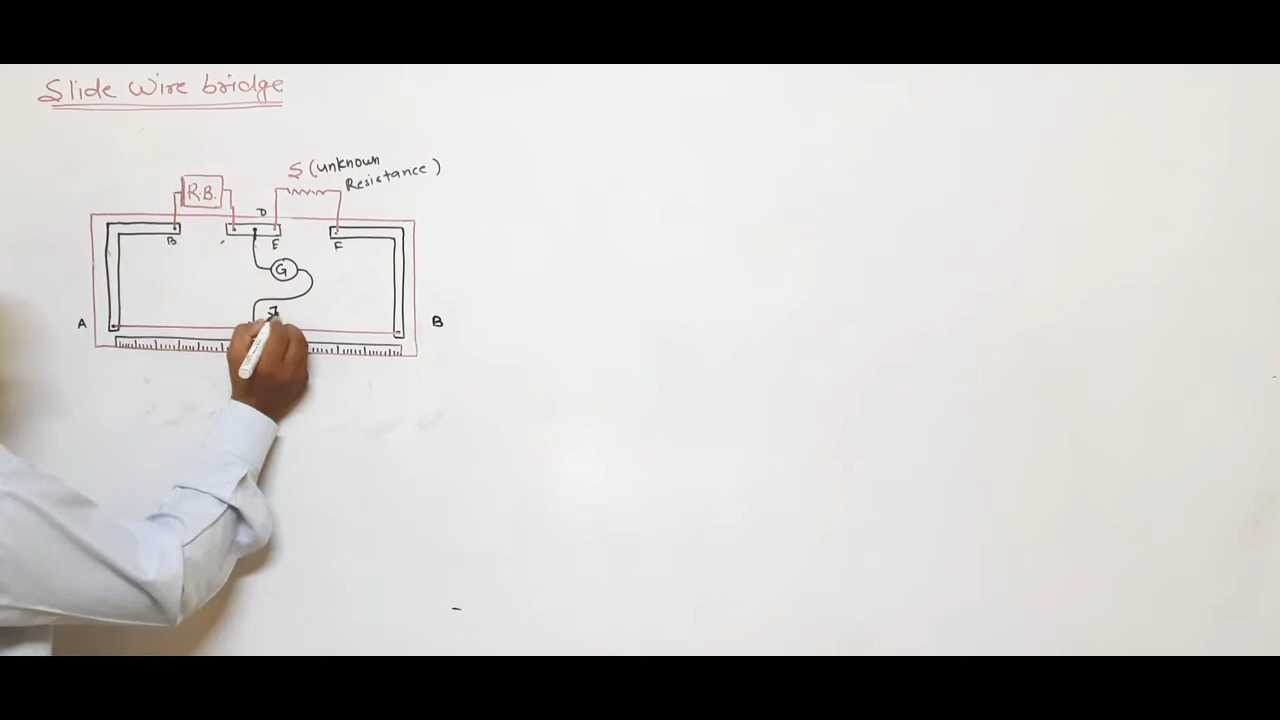 Slide Wire bridge
S (unknown
Resistance)
R.B.
D
B
E
F
G
J
A
B